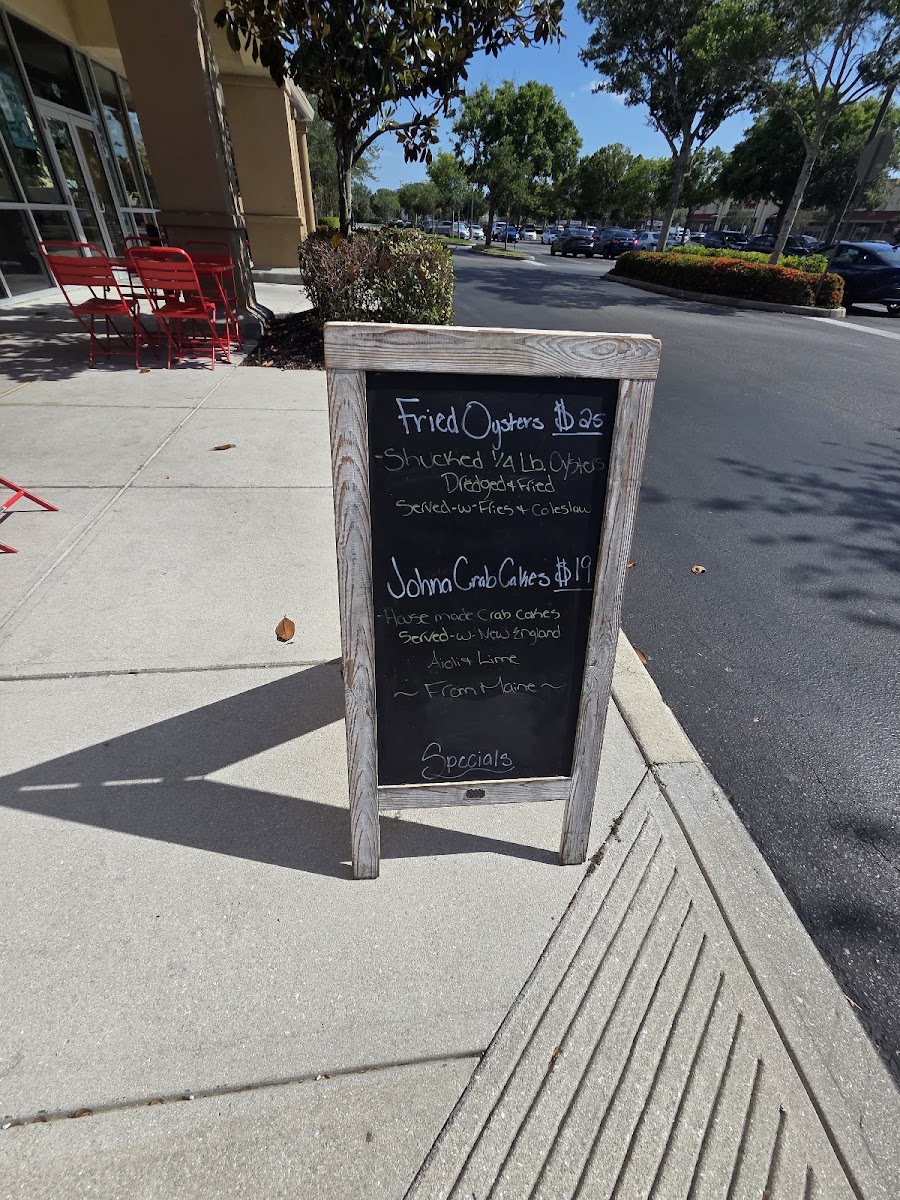 Fried Oysters $25
-Shucked 1/4 Lb. Oysters
Dredged & Fried
Served -w- Fries & Coleslaw
Johna Crab Cakes $19
-House made Crab Cakes
Served -w- New England
Aioli & Lime
~ From Maine ~
Specials